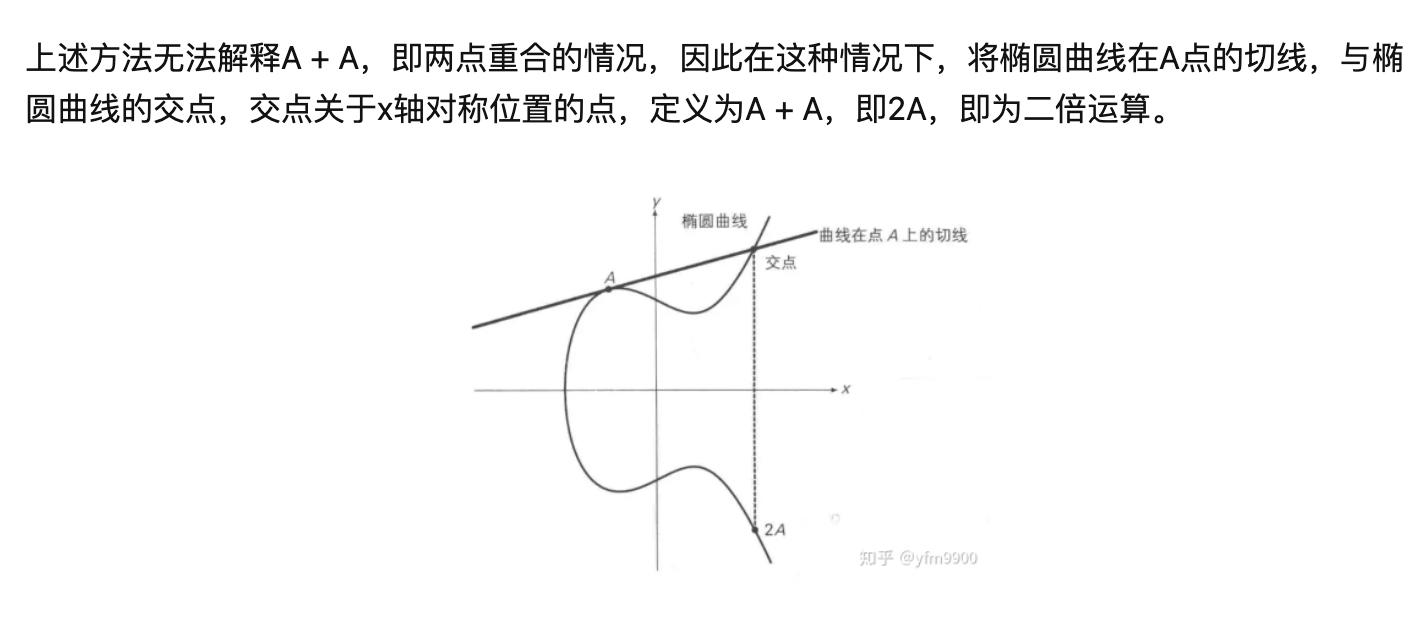 上述方法无法解释A + A，即两点重合的情况，因此在这种情况下，将椭圆曲线在A点的切线，与椭
圆曲线的交点，交点关于x轴对称位置的点，定义为A + A，即2A，即为二倍运算。
y
椭圆曲线
曲线在点 A 上的切线
交点
A
x
2A
知乎 @yfm9900